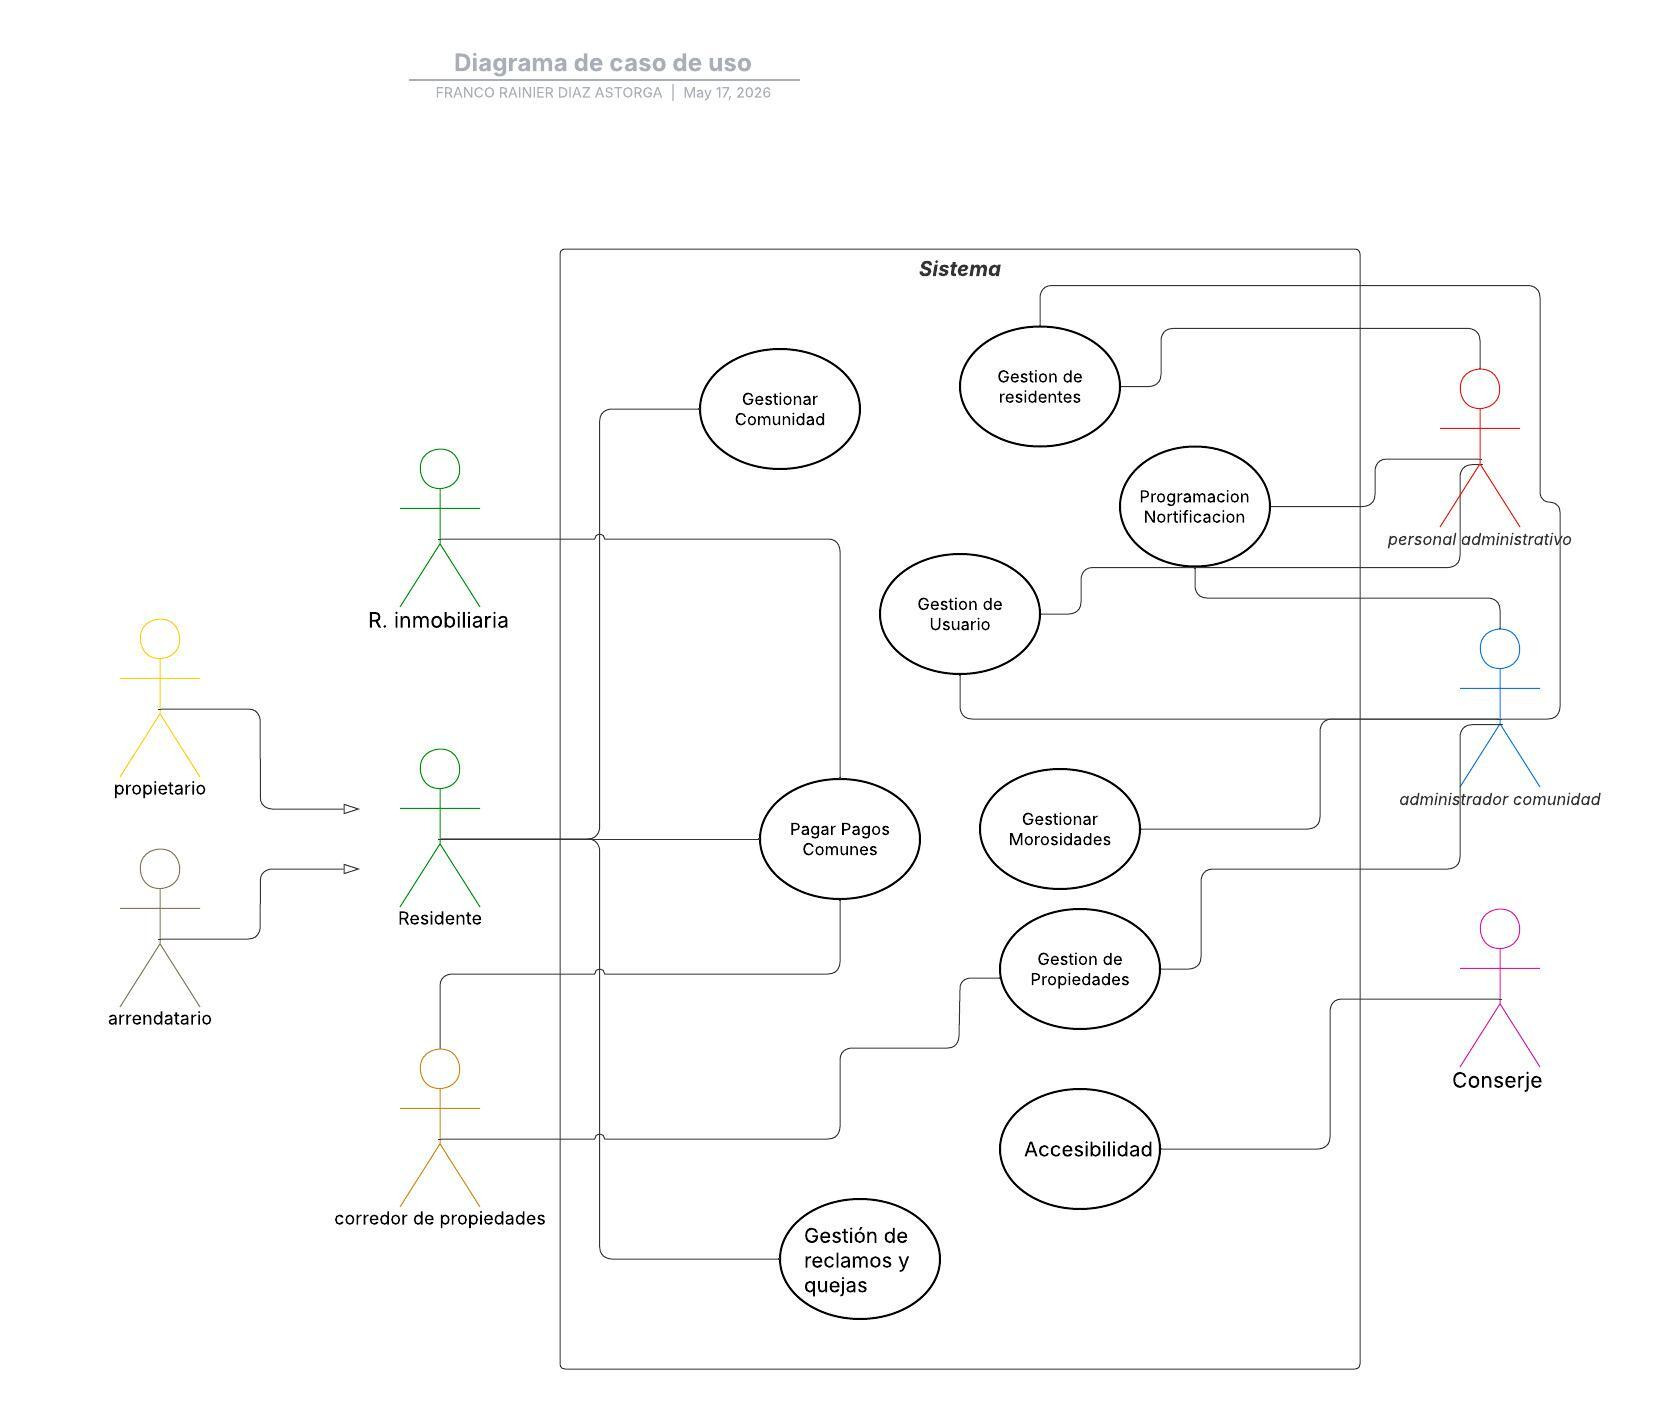 Diagrama de caso de uso
FRANCO RAINIER DIAZ ASTORGA | May 17, 2026
Sistema
Gestion de
residentes
Gestionar
Comunidad
Programacion
Nortificacion
personal administrativo
Gestion de
Usuario
R. inmobiliaria
propietario
administrador comunidad
Pagar Pagos
Comunes
Gestionar
Morosidades
Residente
Gestion de
Propiedades
arrendatario
Conserje
Accesibilidad
corredor de propiedades
Gestión de
reclamos y
quejas